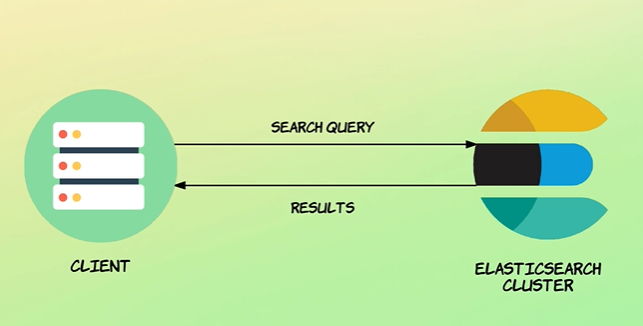 SEARCH QUERY
RESULTS
CLIENT
ELASTICSEARCH
CLUSTER